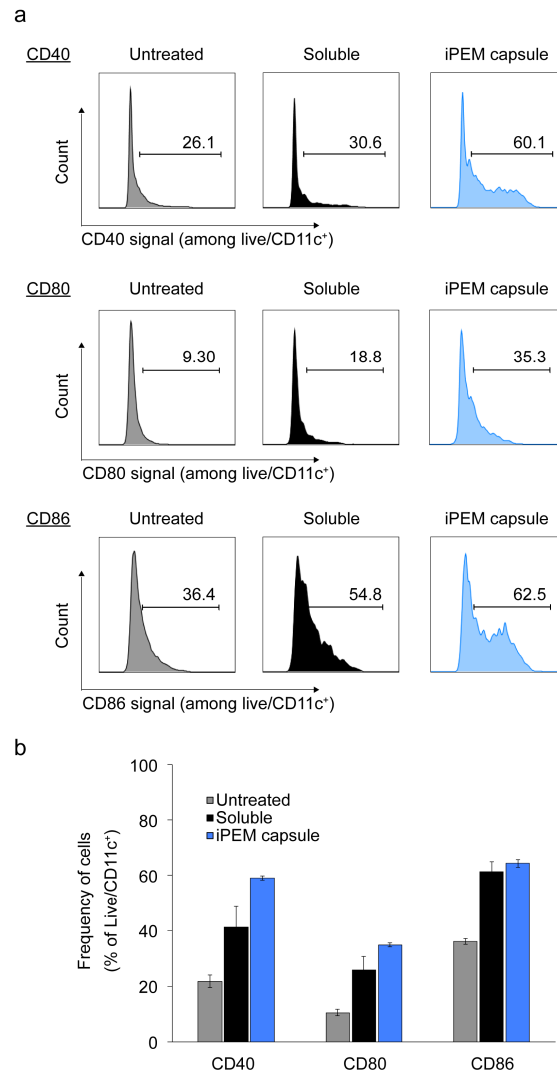 a
CD40 Untreated Soluble iPEM capsule
26.1 30.6 60.1
Count
CD40 signal (among live/CD11c⁺)
CD80 Untreated Soluble iPEM capsule
9.30 18.8 35.3
Count
CD80 signal (among live/CD11c⁺)
CD86 Untreated Soluble iPEM capsule
36.4 54.8 62.5
Count
CD86 signal (among live/CD11c⁺)
b
Frequency of cells
(% of Live/CD11c⁺)
100
80
60
40
20
0
Untreated
Soluble
iPEM capsule
CD40 CD80 CD86